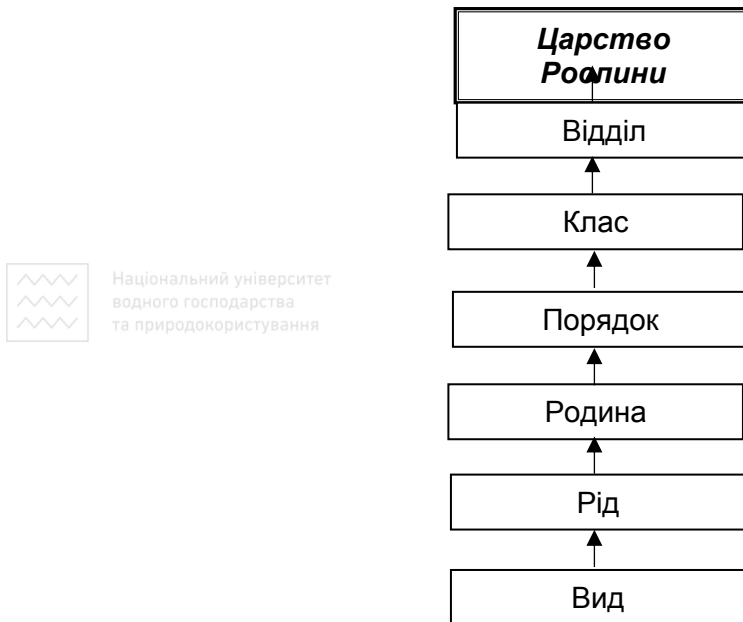 Царство
Рослини
Відділ
Клас
Національний університет
водного господарства
та природокористування
Порядок
Родина
Рід
Вид